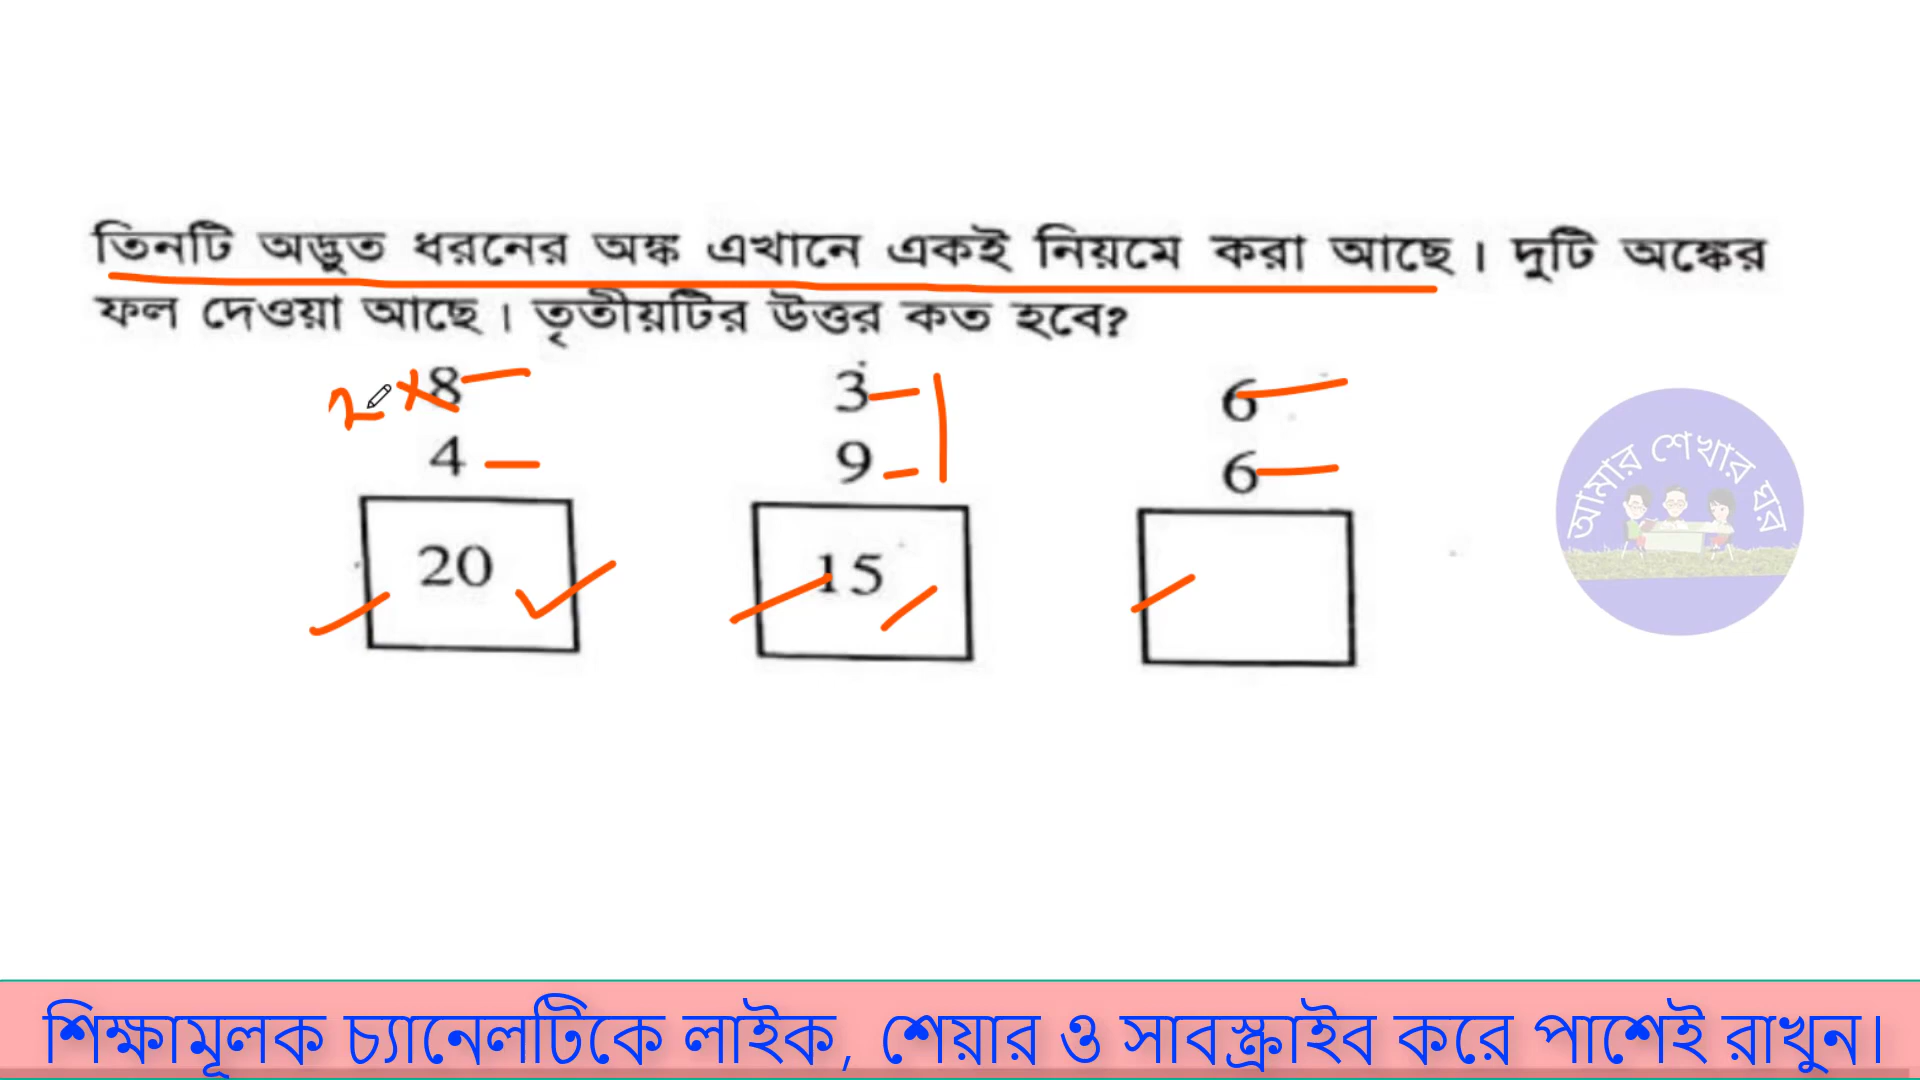 তিনটি অদ্ভুত ধরনের অঙ্ক এখানে একই নিয়মে করা আছে। দুটি অঙ্কের
ফল দেওয়া আছে। তৃতীয়টির উত্তর কত হবে?
2 × 8 3 6
4 9 6
20 15
আমার শেখার ঘর
শিক্ষামূলক চ্যানেলটিকে লাইক, শেয়ার ও সাবস্ক্রাইব করে পাশেই রাখুন।